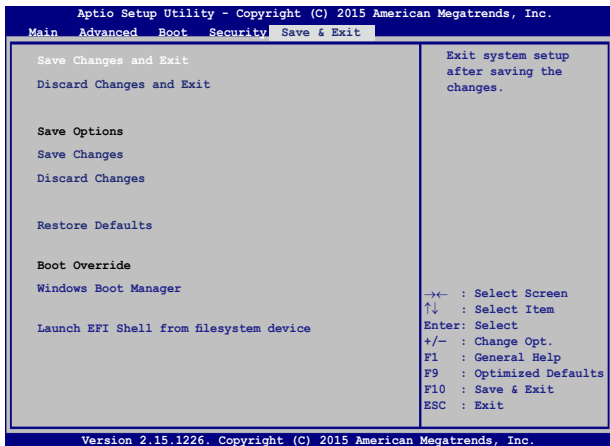 Aptio Setup Utility - Copyright (C) 2015 American Megatrends, Inc.
Main Advanced Boot Security Save & Exit
Save Changes and Exit
Discard Changes and Exit
Save Options
Save Changes
Discard Changes
Restore Defaults
Boot Override
Windows Boot Manager
Launch EFI Shell from filesystem device
Exit system setup
after saving the
changes.
→← : Select Screen
↑↓ : Select Item
Enter: Select
+/— : Change Opt.
F1 : General Help
F9 : Optimized Defaults
F10 : Save & Exit
ESC : Exit
Version 2.15.1226. Copyright (C) 2015 American Megatrends, Inc.